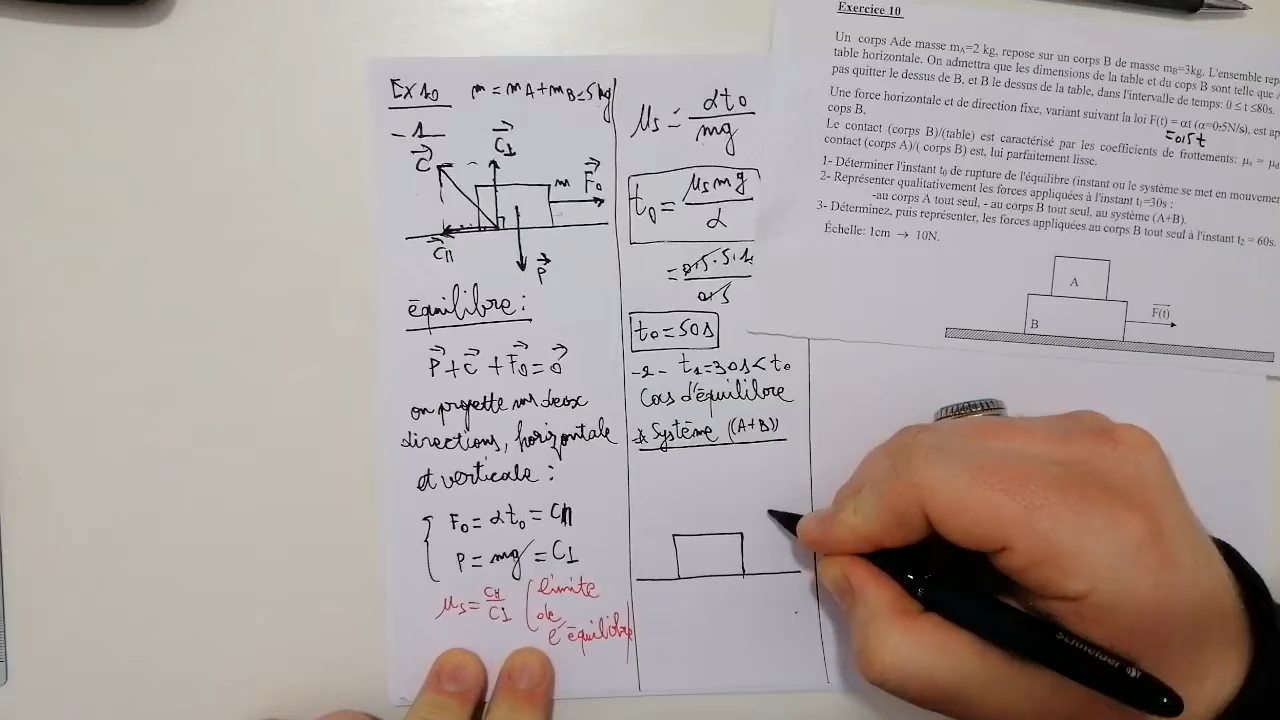 Ex 10 m = mA + mB = 5 kg
-1-
C⊥
C
m
F0
C//
P
équilibre :
P + C + F0 = 0
on projette sur deux
directions, horizontale
et verticale :
F0 = αt0 = C//
P = mg = C⊥
μs = C// / C⊥ (limite
de
l'équilibre
μs = αt0 / mg
t0 = μs mg / α
t0 = 50s
-2- t1 = 30s < t0
Cas d'équilibre
* Système ((A+B))
Exercice 10
Un corps Ade masse mA=2 kg, repose sur un corps B de masse mB=3kg. L'ensemble rep
table horizontale. On admettra que les dimensions de la table et du cops B sont telle que
pas quitter le dessus de B, et B le dessus de la table, dans l'intervalle de temps: 0 ≤ t ≤80s.
Une force horizontale et de direction fixe, variant suivant la loi F(t) = αt (α=0.5N/s), est ap
cops B.
=0,5t
Le contact (corps B)/(table) est caractérisé par les coefficients de frottements: μs = μd
contact (corps A)/( corps B) est, lui parfaitement lisse.
1- Déterminer l'instant t0 de rupture de l'équilibre (instant ou le système se met en mouvemen
2- Représenter qualitativement les forces appliquées à l'instant t1=30s :
-au corps A tout seul, - au corps B tout seul, au système (A+B).
3- Déterminez, puis représenter, les forces appliquées au corps B tout seul à l'instant t2 = 60s.
Échelle: 1cm → 10N.
A
B
F(t)
Schneider